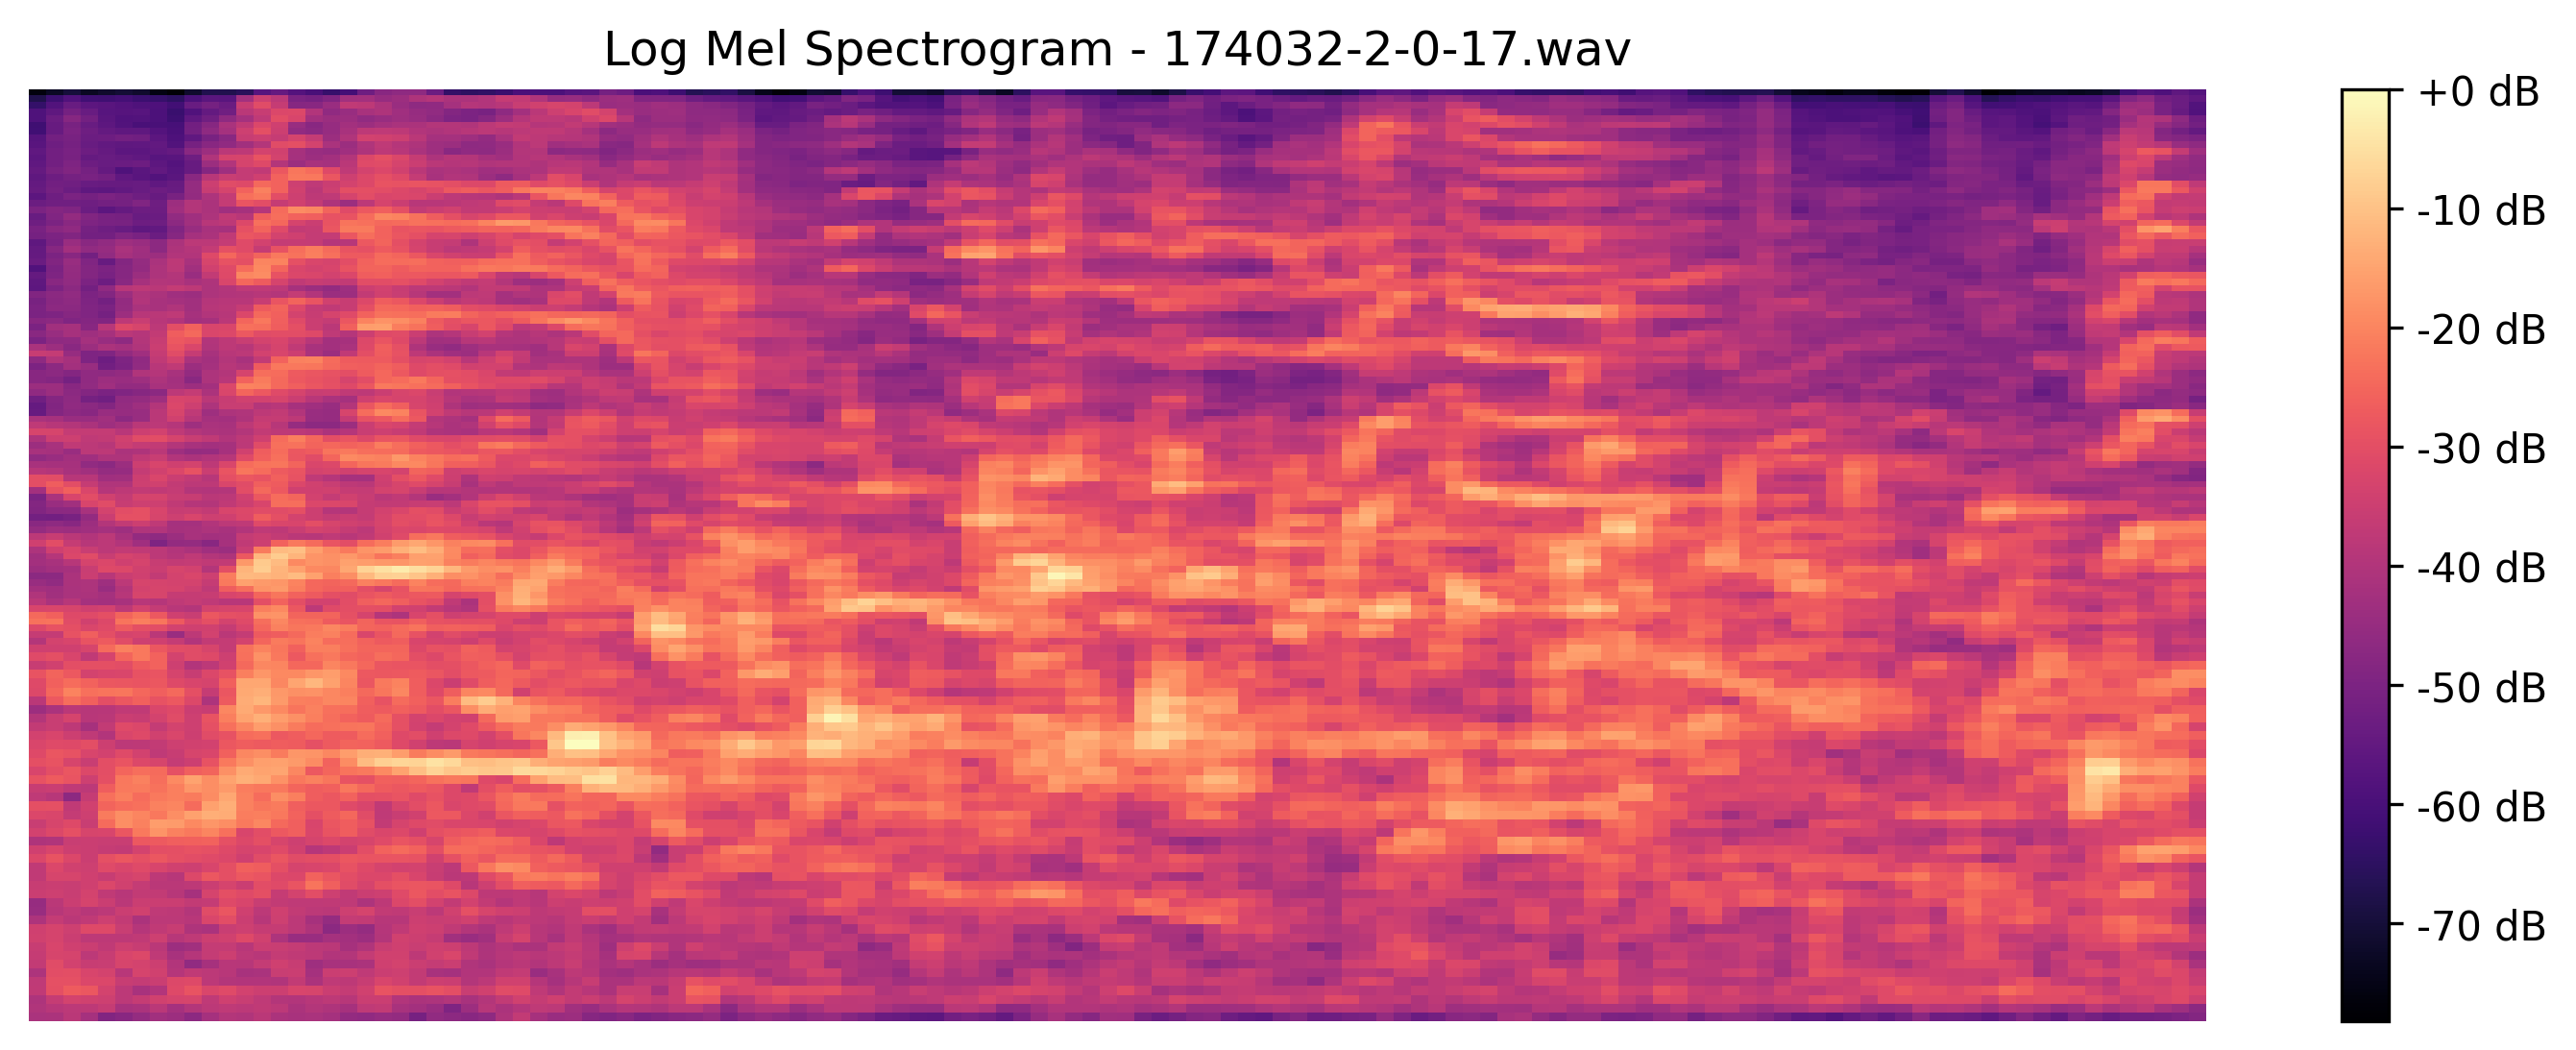 Log Mel Spectrogram - 174032-2-0-17.wav
+0 dB
-10 dB
-20 dB
-30 dB
-40 dB
-50 dB
-60 dB
-70 dB